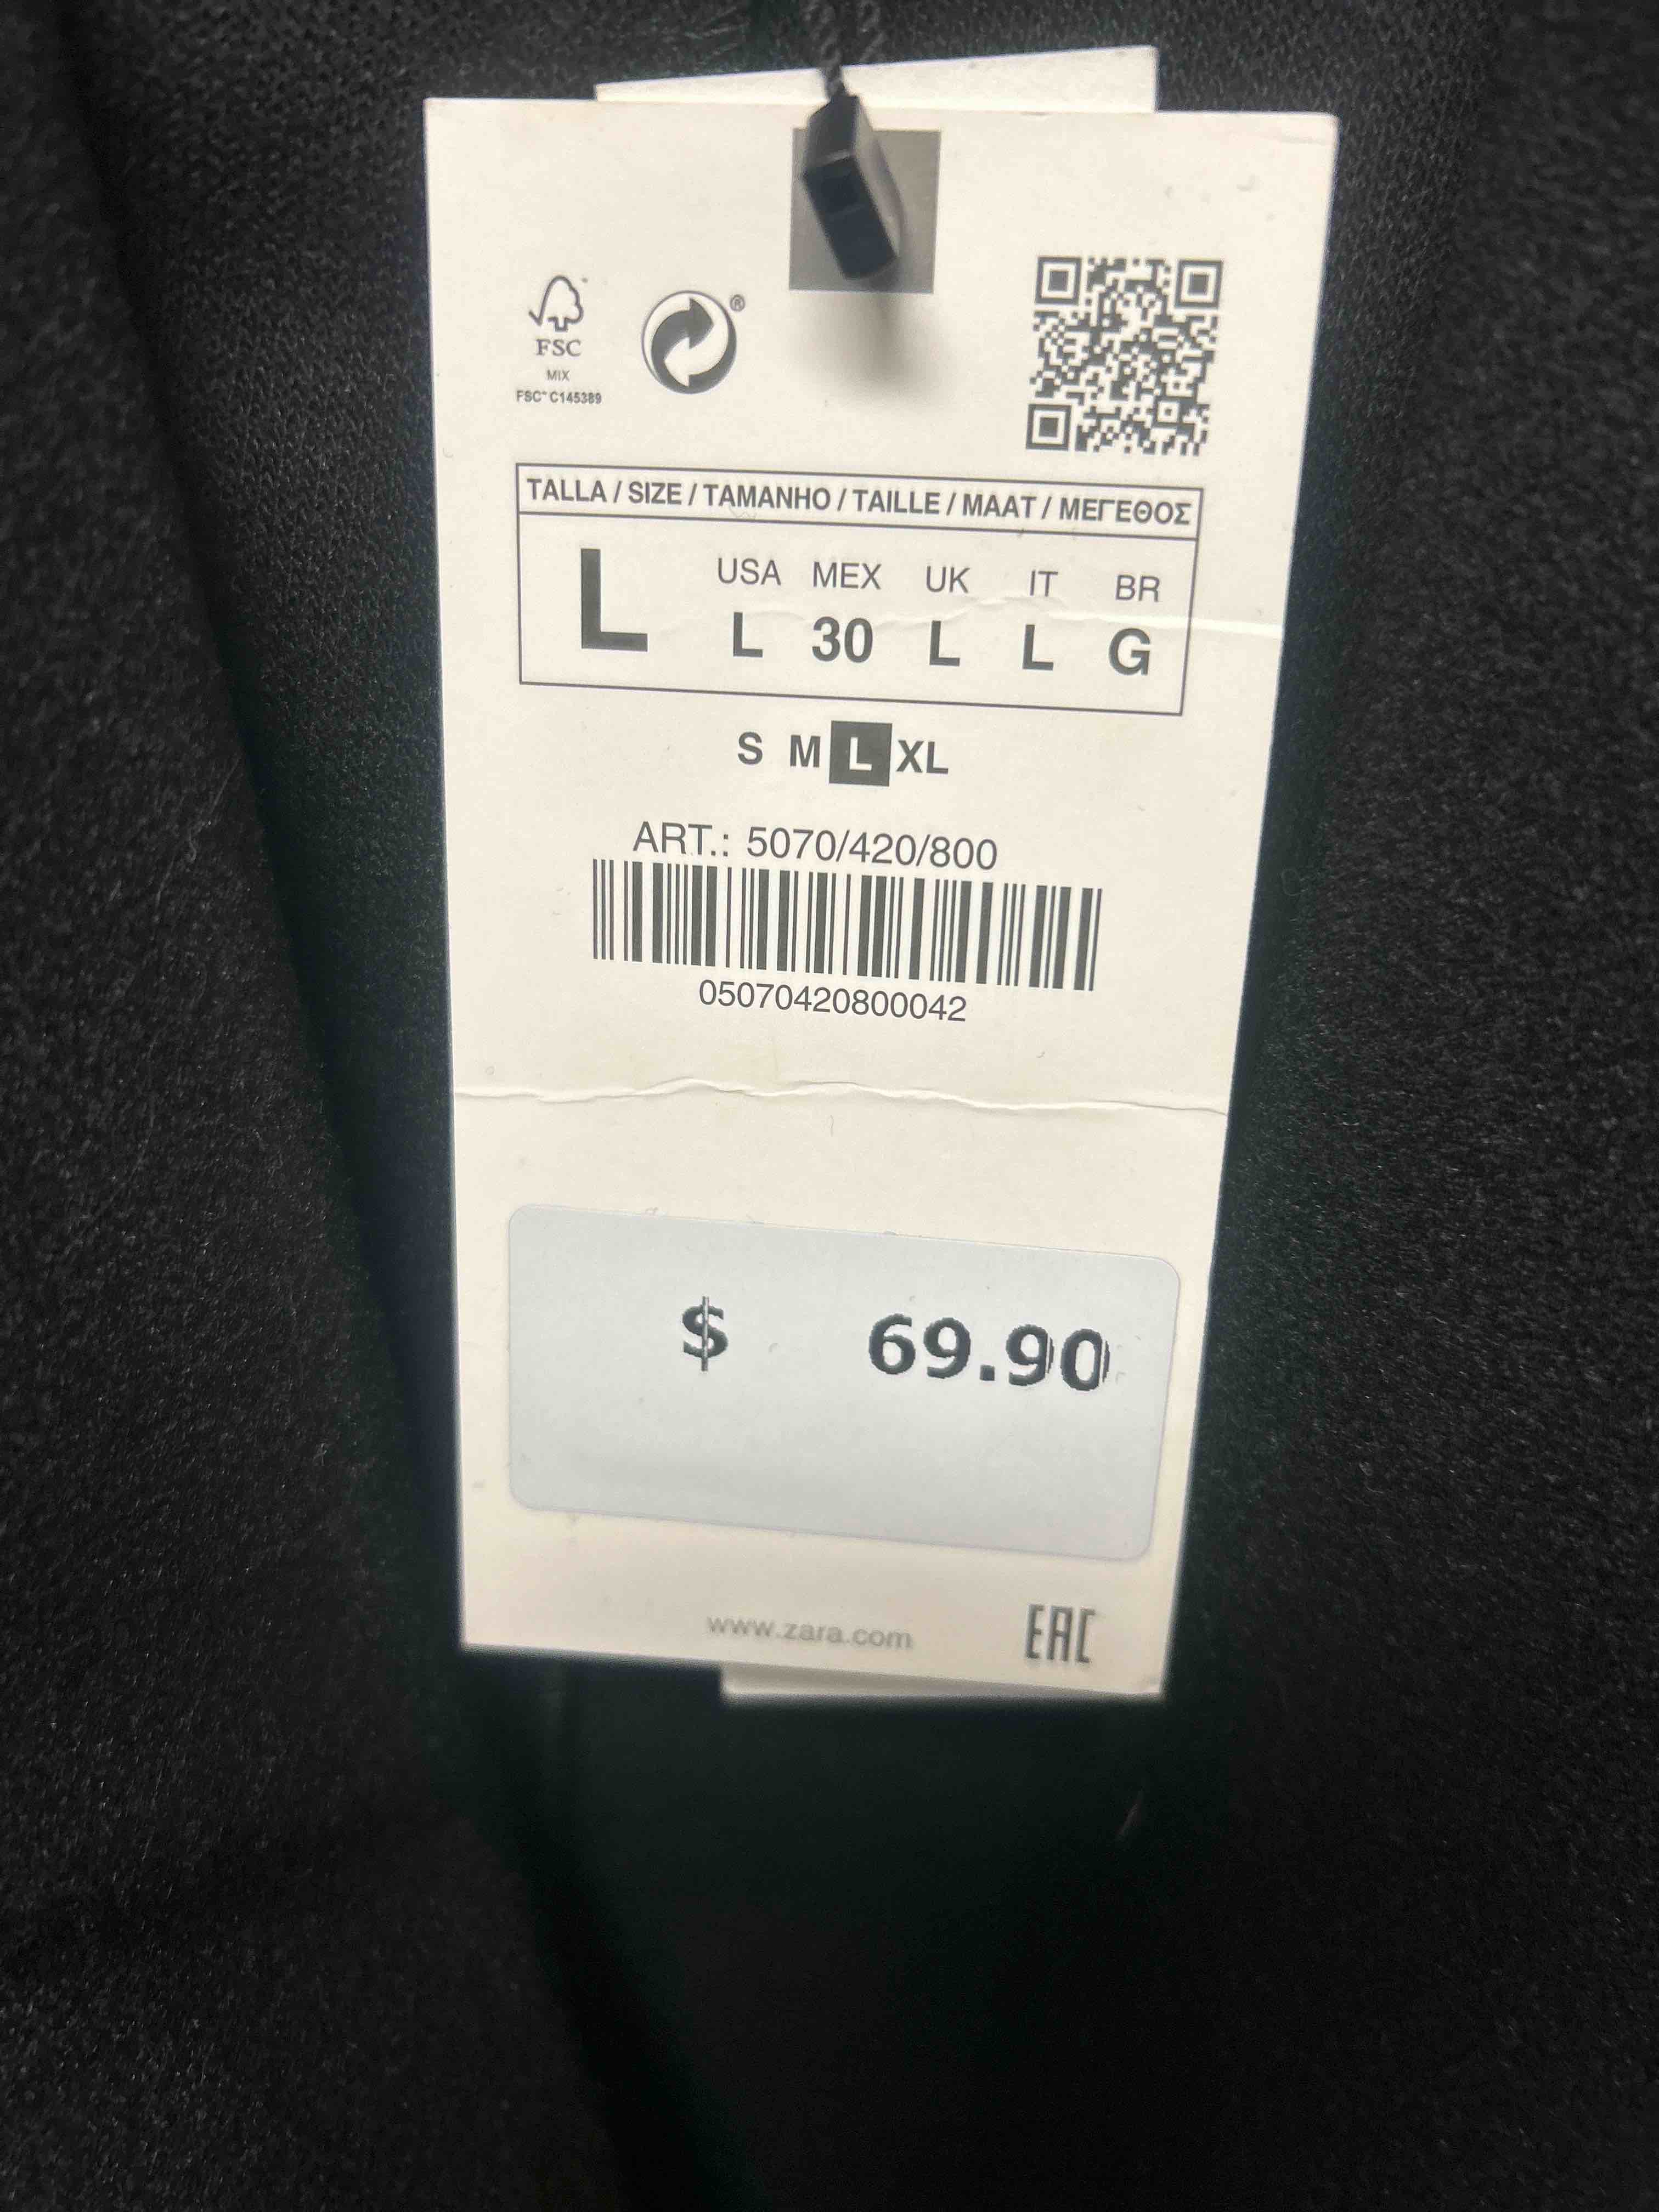 FSC
MIX
FSC™ C145389
®
TALLA / SIZE / TAMANHO / TAILLE / MAAT / ΜΕΓΕΘΟΣ
USA MEX UK IT BR
L L 30 L L G
S M L XL
ART.: 5070/420/800
05070420800042
$ 69.90
www.zara.com
EAC